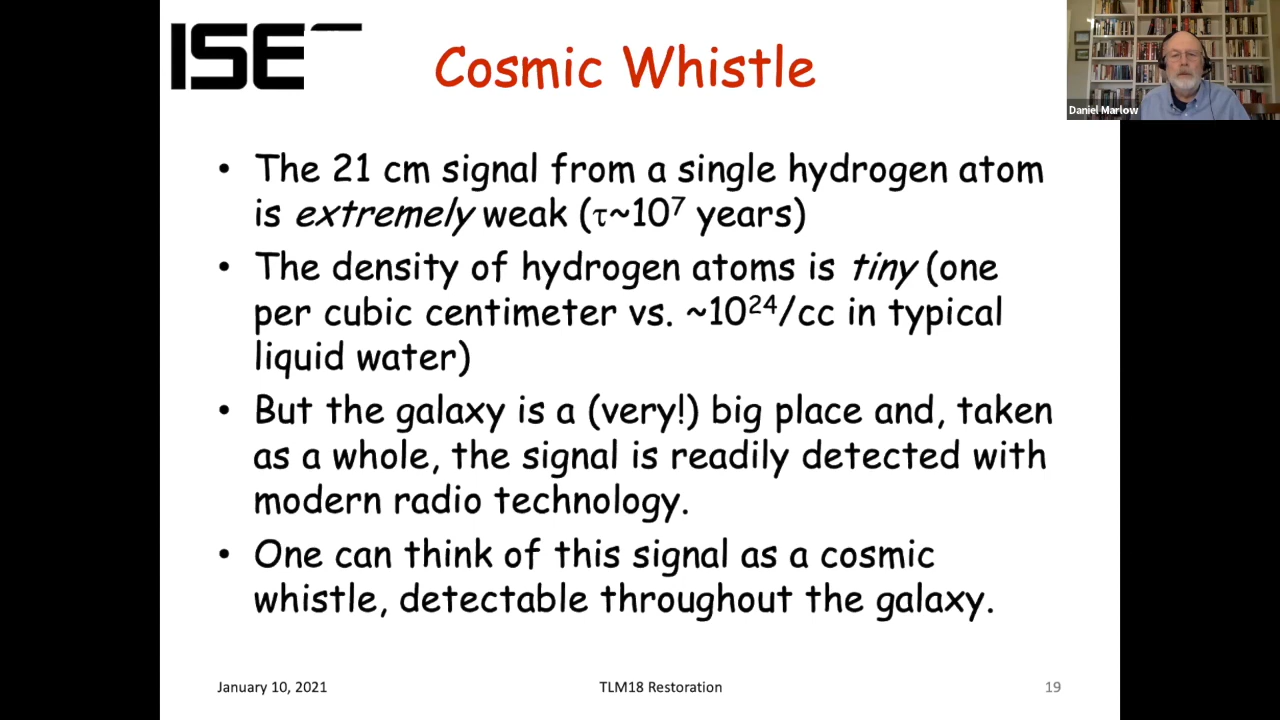 ISE
Cosmic Whistle
Daniel Marlow
• The 21 cm signal from a single hydrogen atom
is extremely weak (τ~10⁷ years)
• The density of hydrogen atoms is tiny (one
per cubic centimeter vs. ~10²⁴/cc in typical
liquid water)
• But the galaxy is a (very!) big place and, taken
as a whole, the signal is readily detected with
modern radio technology.
• One can think of this signal as a cosmic
whistle, detectable throughout the galaxy.
January 10, 2021
TLM18 Restoration
19